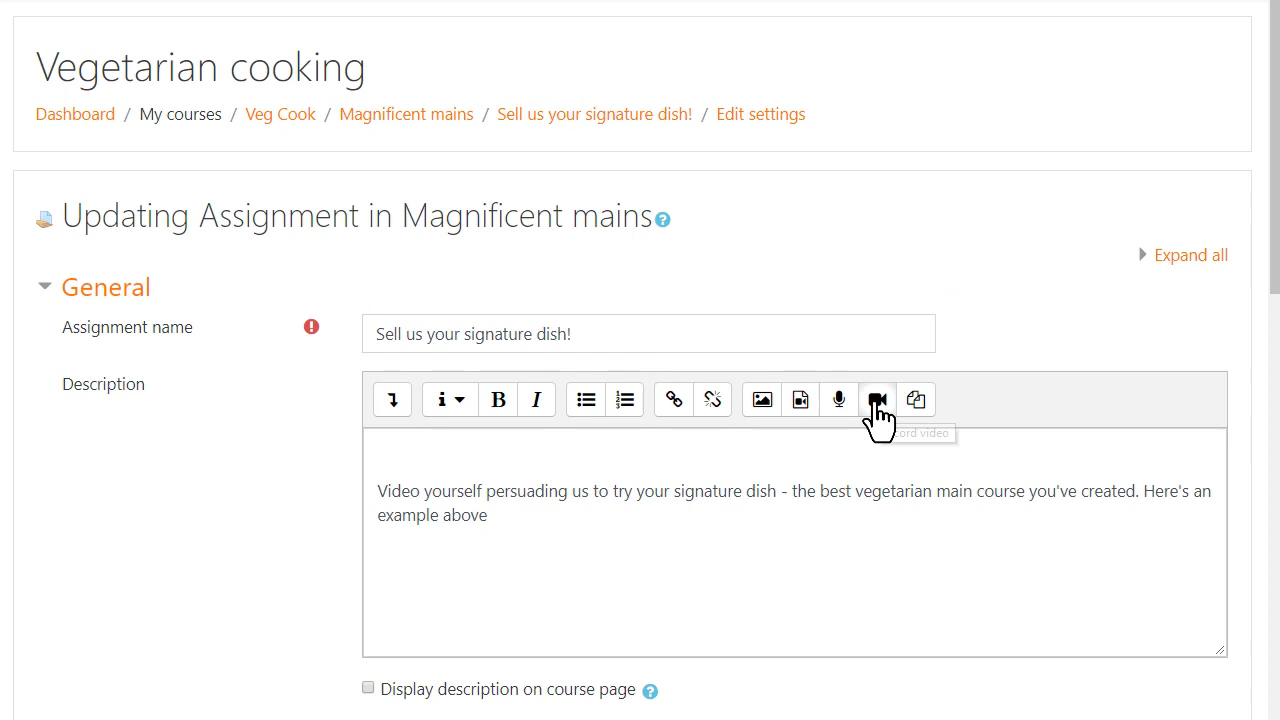 Vegetarian cooking
Dashboard / My courses / Veg Cook / Magnificent mains / Sell us your signature dish! / Edit settings
Updating Assignment in Magnificent mains
Expand all
General
Assignment name
Sell us your signature dish!
Description
B I
video
Video yourself persuading us to try your signature dish - the best vegetarian main course you've created. Here's an
example above
Display description on course page